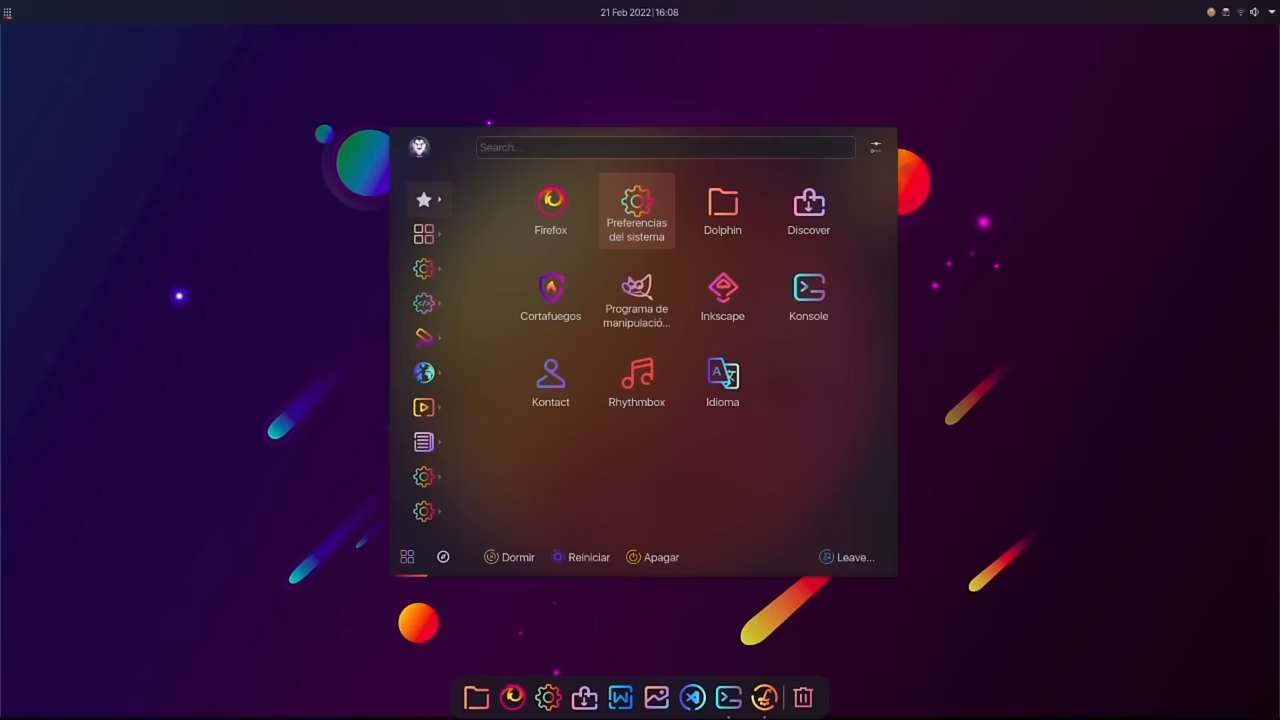 21 Feb 2022|16:08
Search...
Firefox
Preferencias
del sistema
Dolphin
Discover
Cortafuegos
Programa de
manipulació...
Inkscape
Konsole
Kontact
Rhythmbox
Idioma
Dormir
Reiniciar
Apagar
Leave...